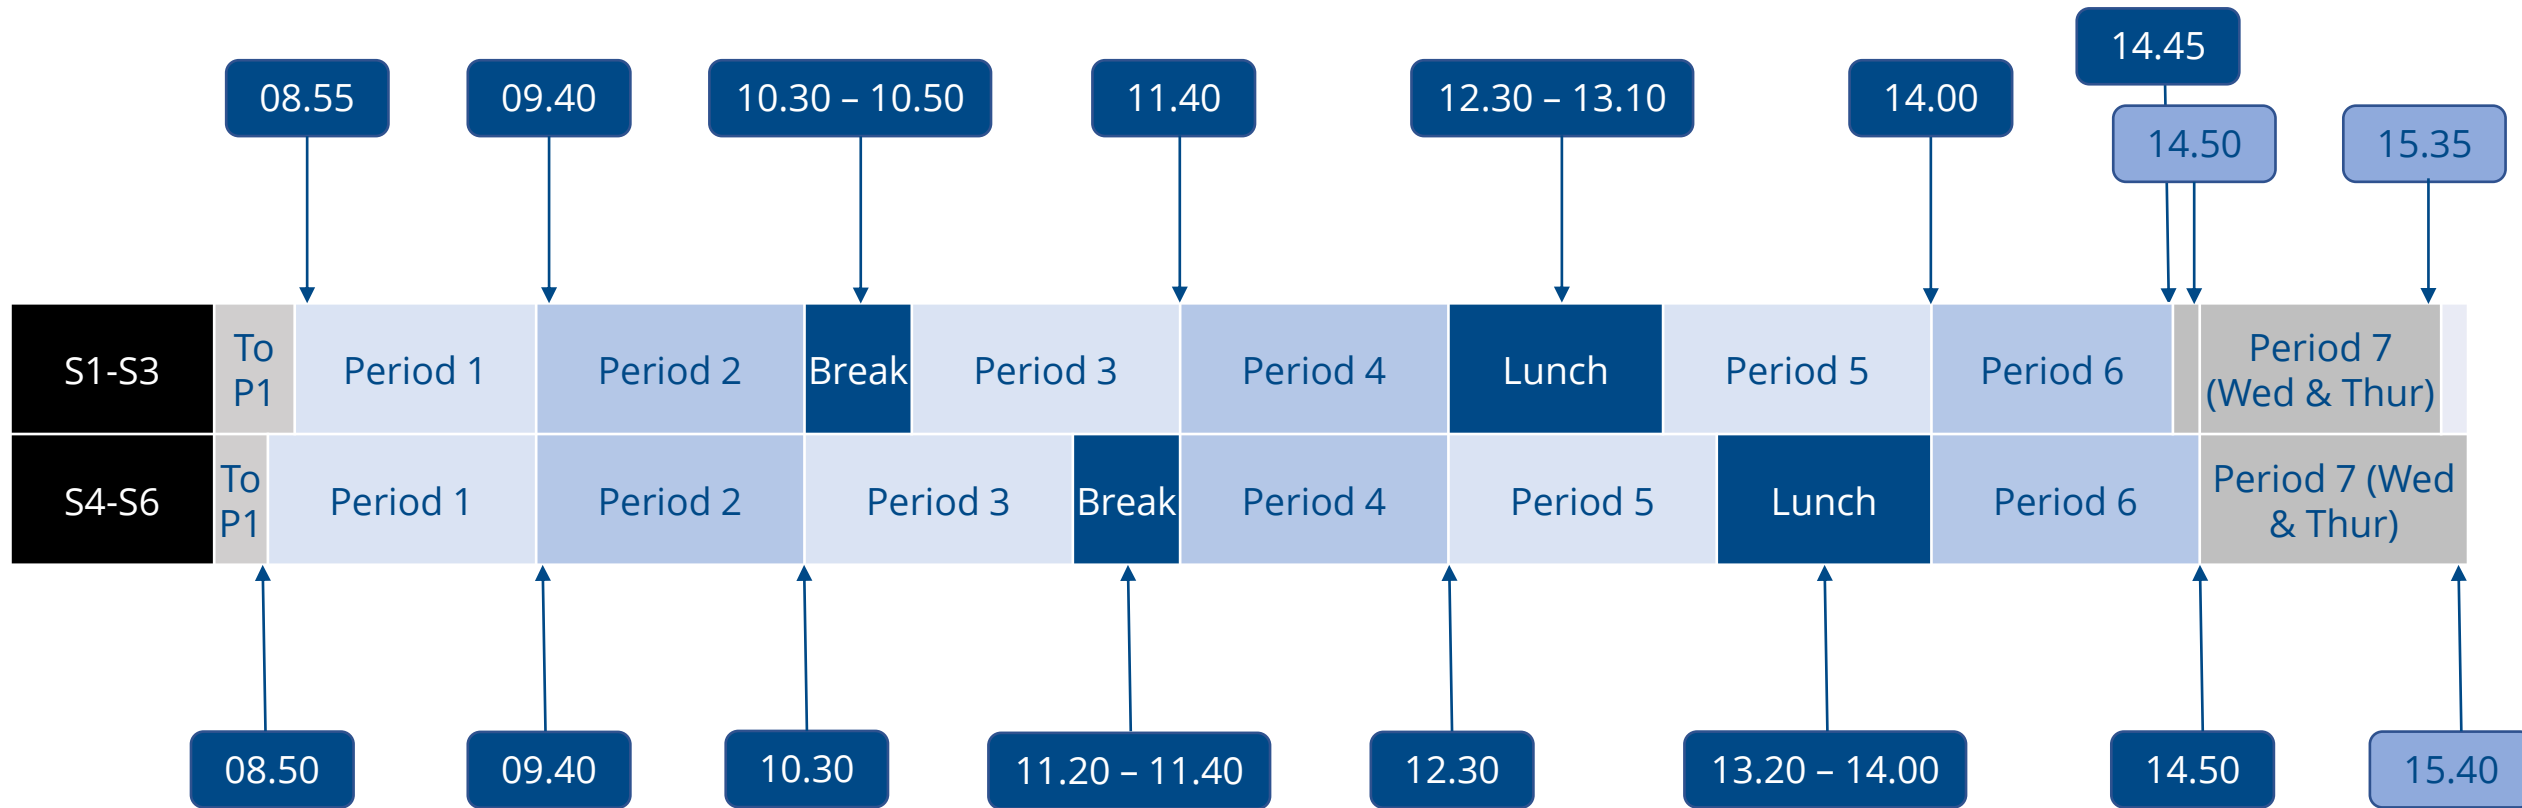 14.45
08.55
09.40
10.30 – 10.50
11.40
12.30 – 13.10
14.00
14.50
15.35
S1-S3
To
P1
Period 1
Period 2
Break
Period 3
Period 4
Lunch
Period 5
Period 6
Period 7
(Wed & Thur)
S4-S6
To
P1
Period 1
Period 2
Period 3
Break
Period 4
Period 5
Lunch
Period 6
Period 7 (Wed
& Thur)
08.50
09.40
10.30
11.20 – 11.40
12.30
13.20 – 14.00
14.50
15.40